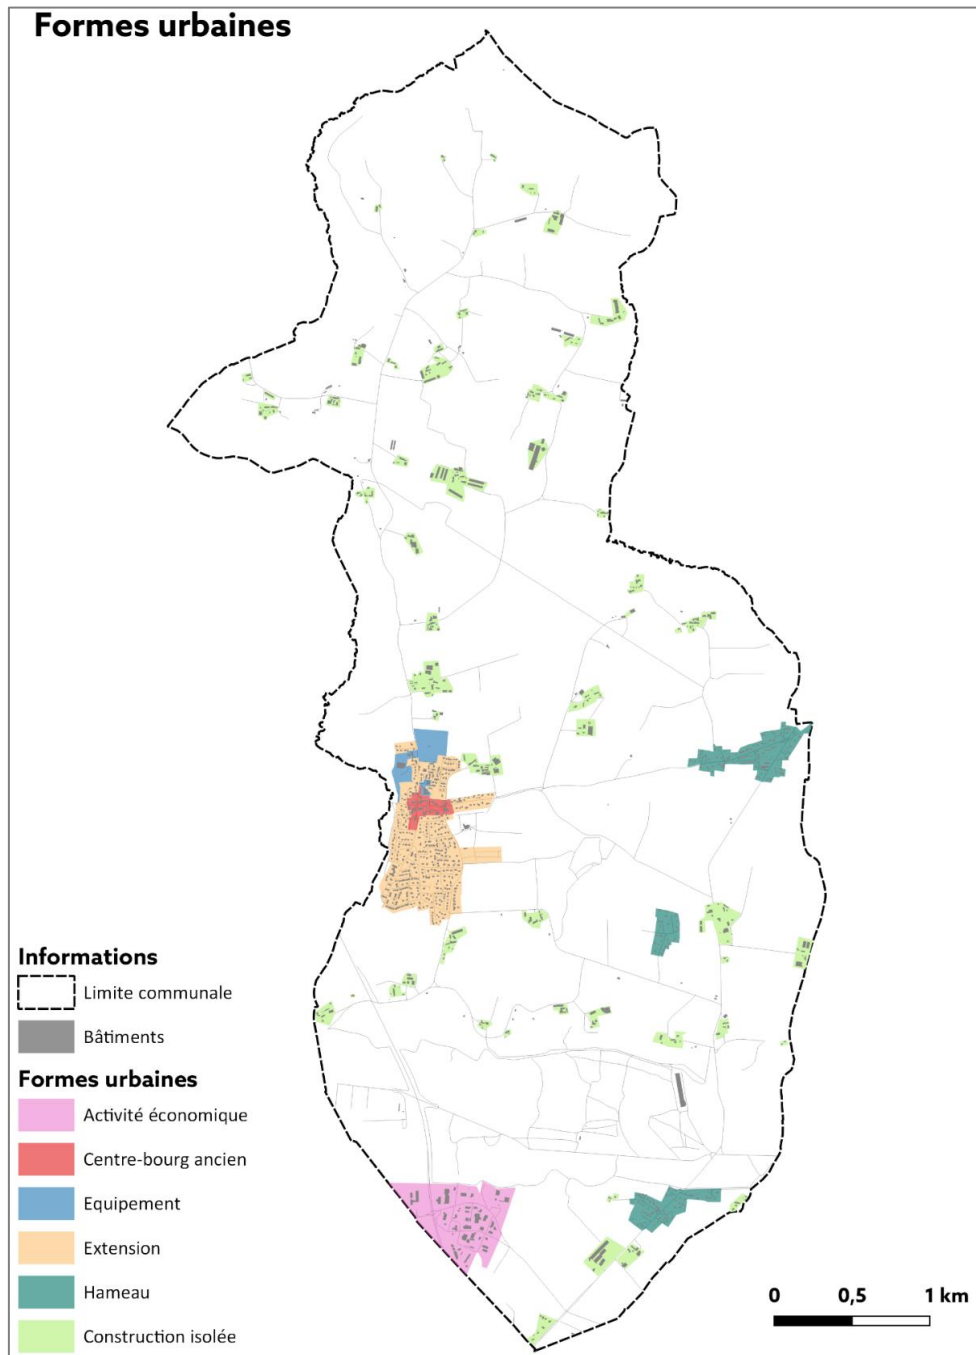 Formes urbaines
Informations
Limite communale
Bâtiments
Formes urbaines
Activité économique
Centre-bourg ancien
Equipement
Extension
Hameau
Construction isolée
0 0,5 1 km